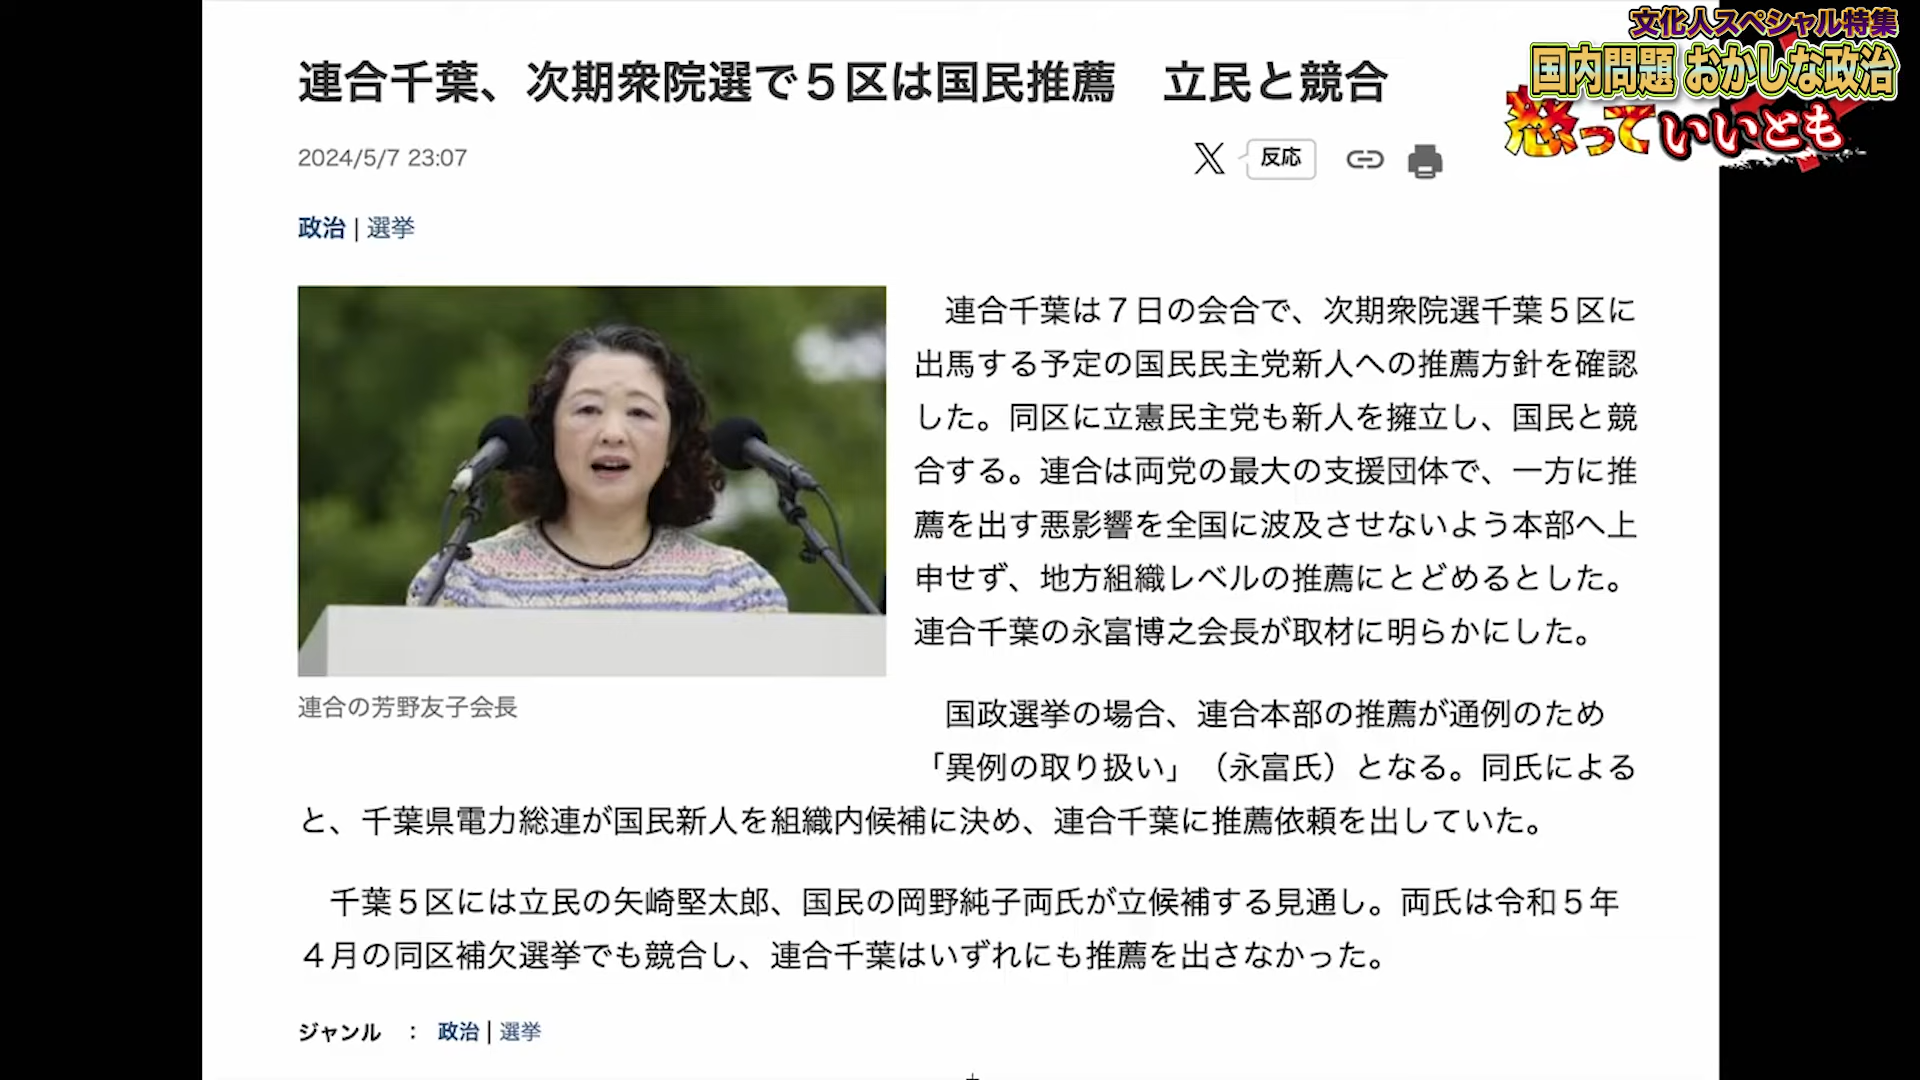 文化人スペシャル特集
国内問題 おかしな政治
怒っていいとも
連合千葉、次期衆院選で５区は国民推薦　立民と競合
2024/5/7 23:07
反応
政治 | 選挙
連合千葉は７日の会合で、次期衆院選千葉５区に
出馬する予定の国民民主党新人への推薦方針を確認
した。同区に立憲民主党も新人を擁立し、国民と競
合する。連合は両党の最大の支援団体で、一方に推
薦を出す悪影響を全国に波及させないよう本部へ上
申せず、地方組織レベルの推薦にとどめるとした。
連合千葉の永富博之会長が取材に明らかにした。
連合の芳野友子会長
国政選挙の場合、連合本部の推薦が通例のため
「異例の取り扱い」（永富氏）となる。同氏による
と、千葉県電力総連が国民新人を組織内候補に決め、連合千葉に推薦依頼を出していた。
千葉５区には立民の矢崎堅太郎、国民の岡野純子両氏が立候補する見通し。両氏は令和５年
４月の同区補欠選挙でも競合し、連合千葉はいずれにも推薦を出さなかった。
ジャンル ： 政治 | 選挙